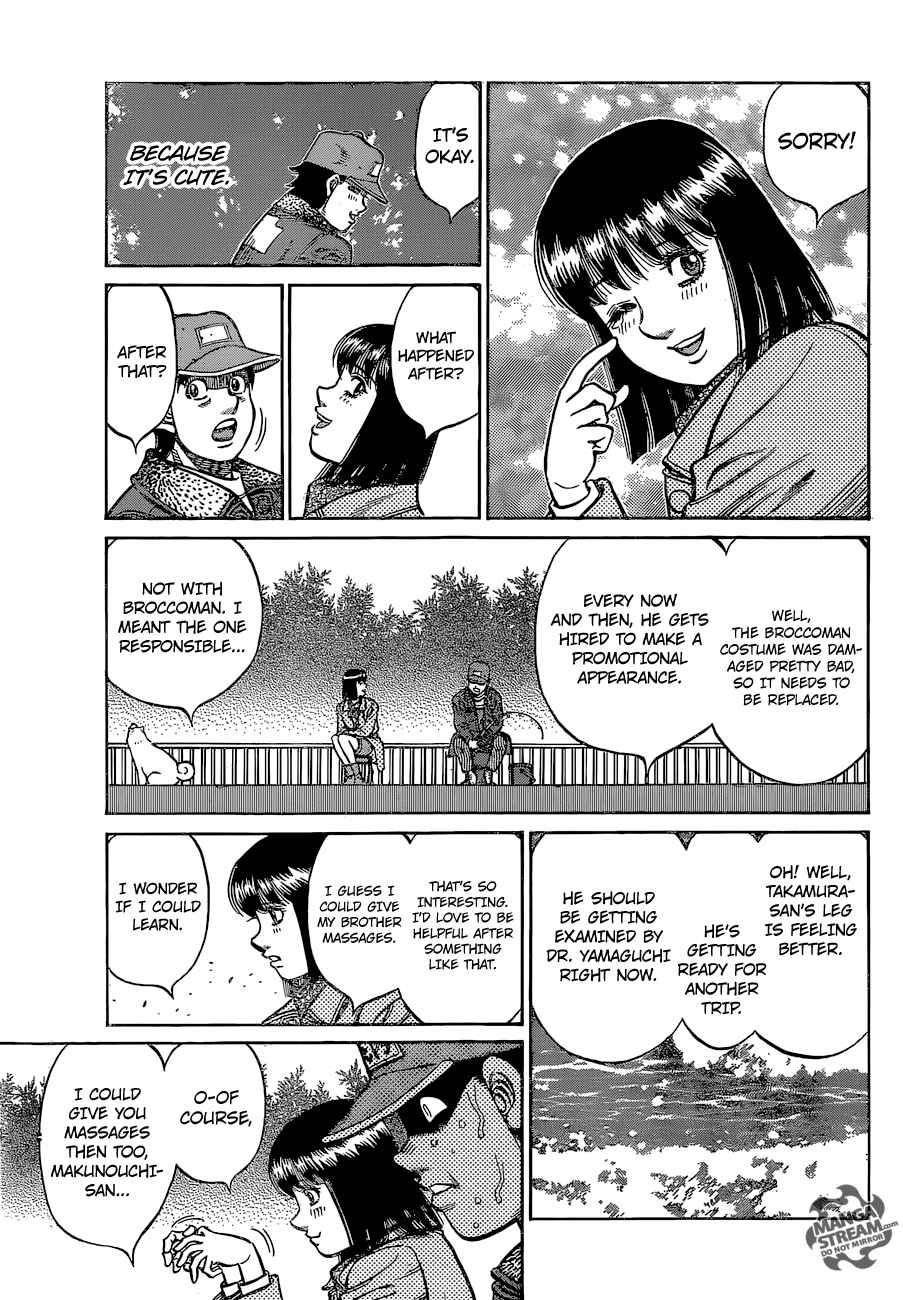 SORRY!
IT'S
OKAY.
BECAUSE
IT'S CUTE.
WHAT
HAPPENED
AFTER?
AFTER
THAT?
WELL,
THE BROCCOMAN
COSTUME WAS DAM-
AGED PRETTY BAD,
SO IT NEEDS TO
BE REPLACED.
EVERY NOW
AND THEN, HE GETS
HIRED TO MAKE A
PROMOTIONAL
APPEARANCE.
NOT WITH
BROCCOMAN. I
MEANT THE ONE
RESPONSIBLE...
OH! WELL,
TAKAMURA-
SAN'S LEG
IS FEELING
BETTER.
HE'S
GETTING
READY FOR
ANOTHER
TRIP.
HE SHOULD
BE GETTING
EXAMINED BY
DR. YAMAGUCHI
RIGHT NOW.
THAT'S SO
INTERESTING.
I'D LOVE TO BE
HELPFUL AFTER
SOMETHING
LIKE THAT.
I GUESS I
COULD GIVE
MY BROTHER
MASSAGES.
I WONDER
IF I COULD
LEARN.
O-OF
COURSE,
I COULD
GIVE YOU
MASSAGES
THEN TOO,
MAKUNOUCHI-
SAN...
MANGA
STREAM.com
DO NOT MIRROR